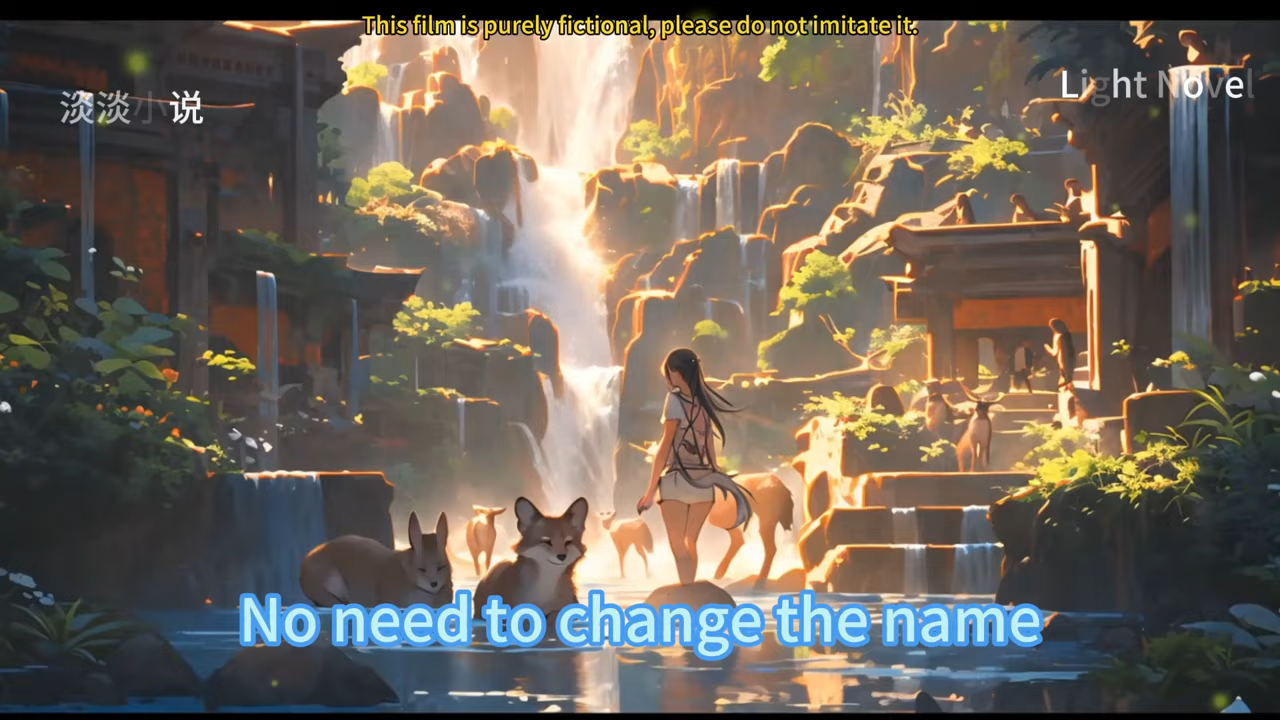 This film is purely fictional, please do not imitate it.
淡淡小说
Light Novel
No need to change the name